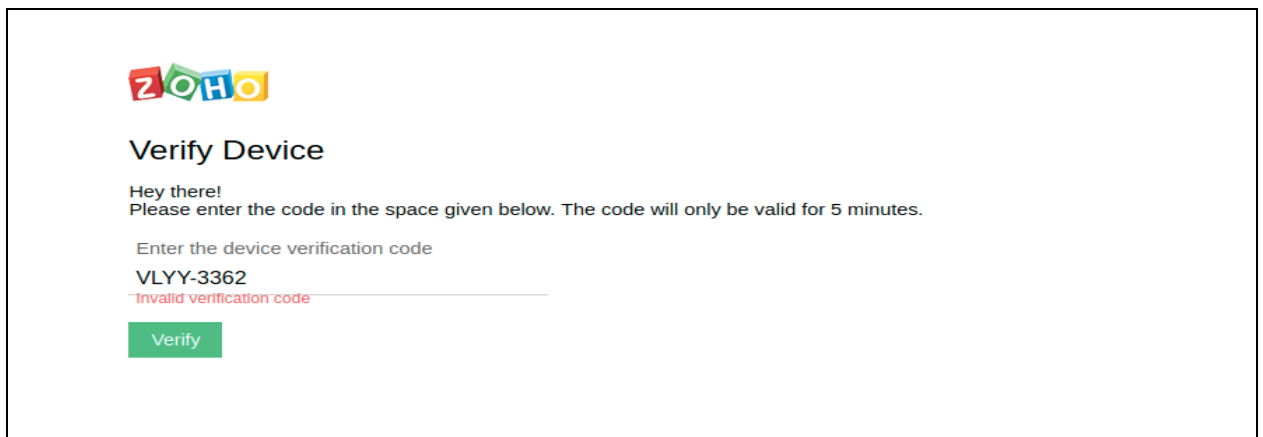 ZOHO
Verify Device
Hey there!
Please enter the code in the space given below. The code will only be valid for 5 minutes.
Enter the device verification code
VLYY-3362
Invalid verification code
Verify